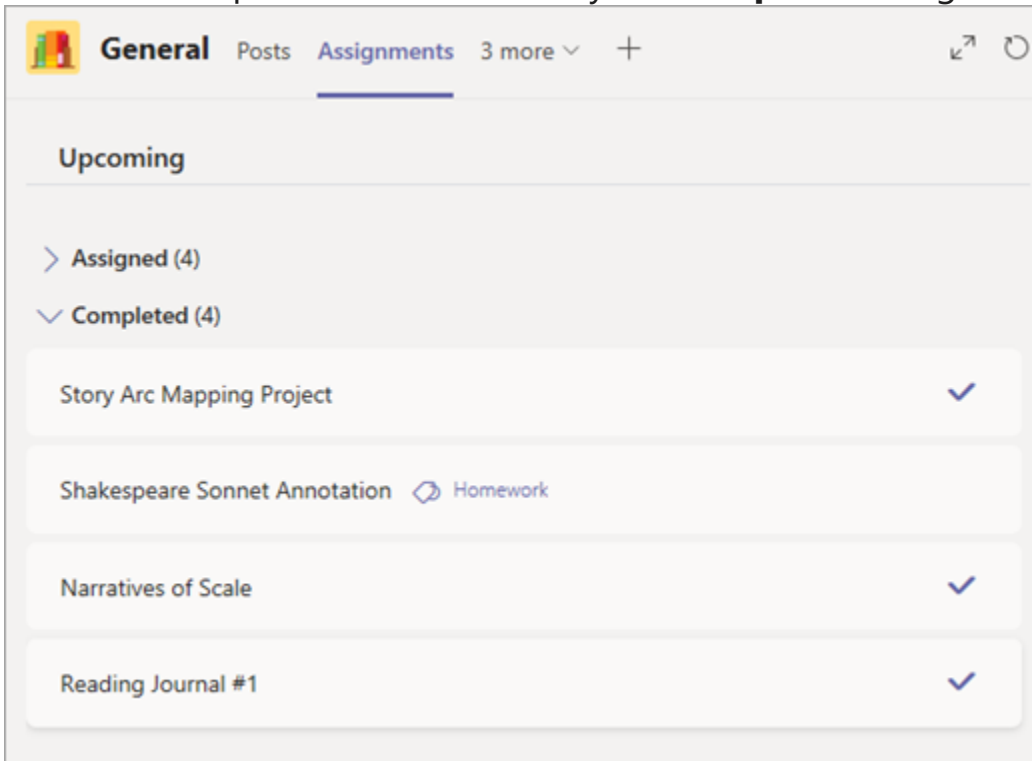 General Posts Assignments 3 more
Upcoming
Assigned (4)
Completed (4)
Story Arc Mapping Project
Shakespeare Sonnet Annotation Homework
Narratives of Scale
Reading Journal #1